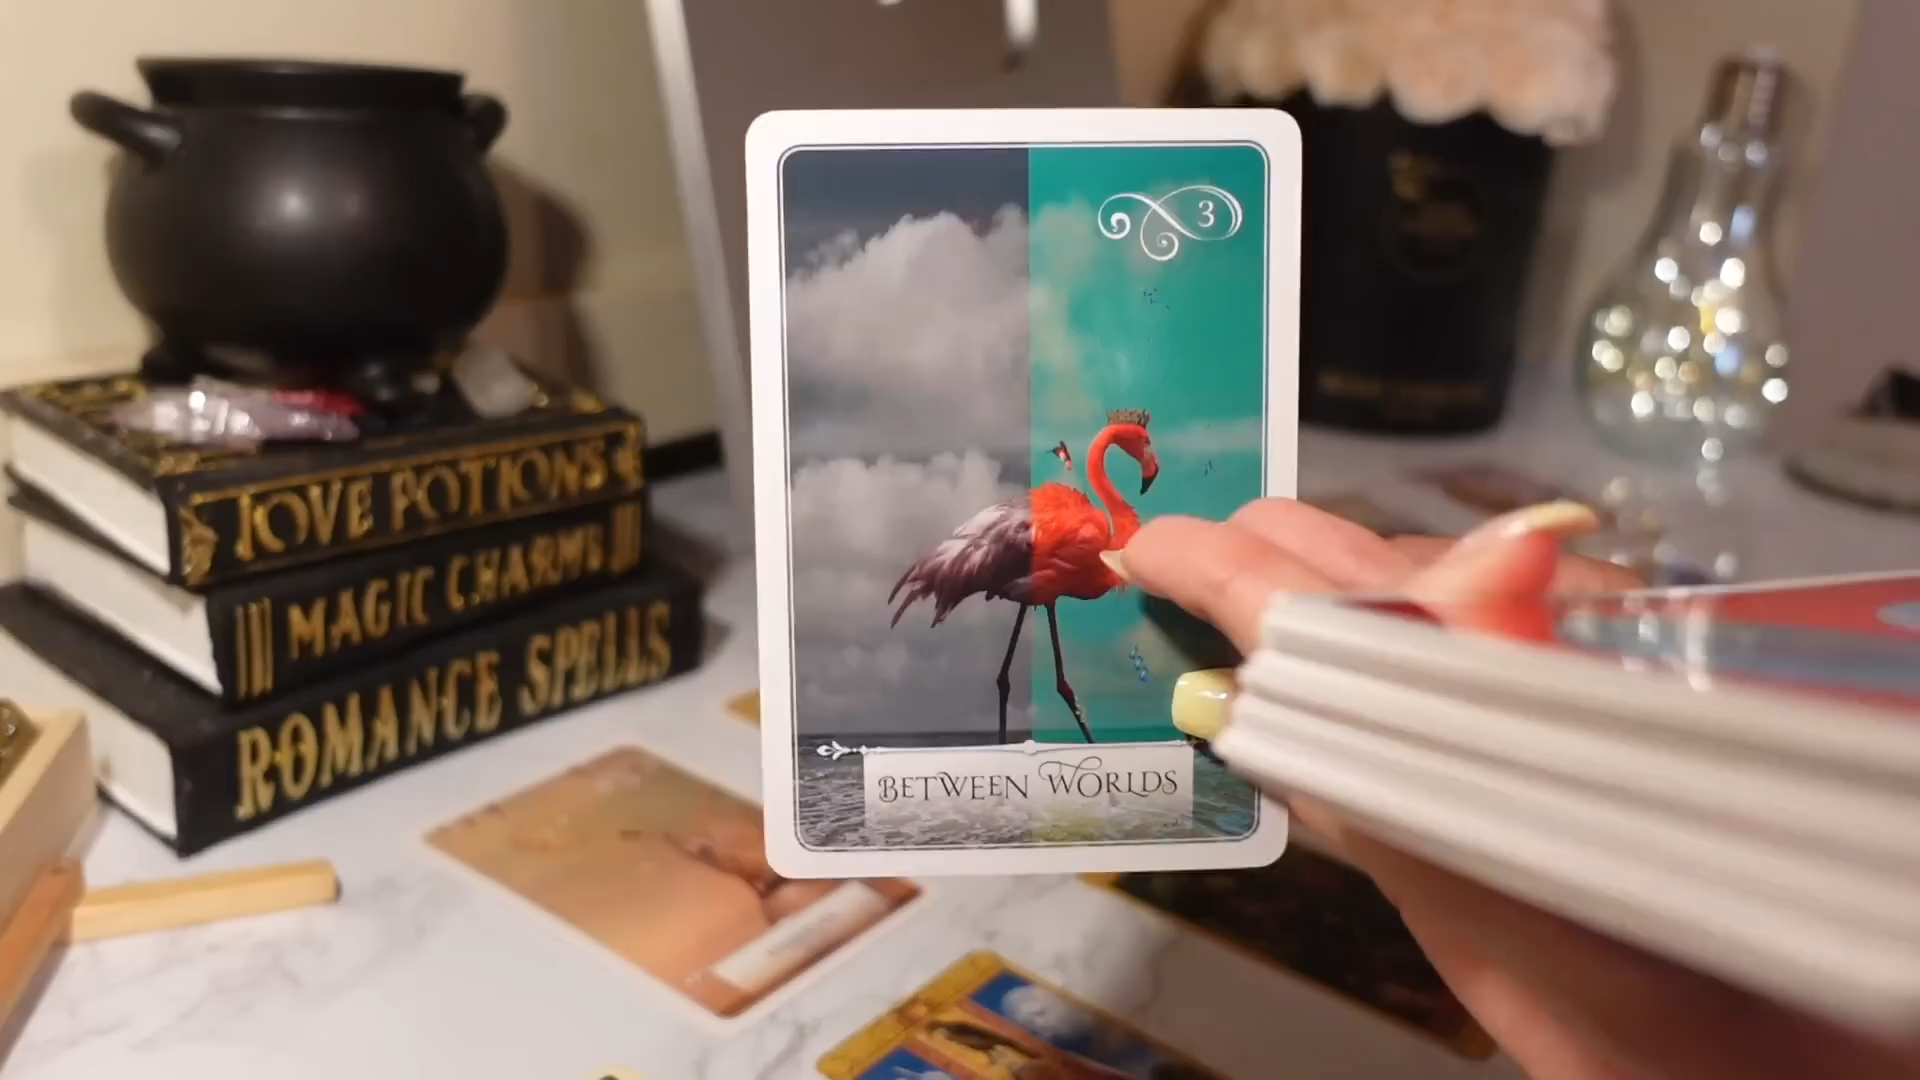 LOVE POTIONS
MAGIC CHARMS
ROMANCE SPELLS
3
BETWEEN WORLDS